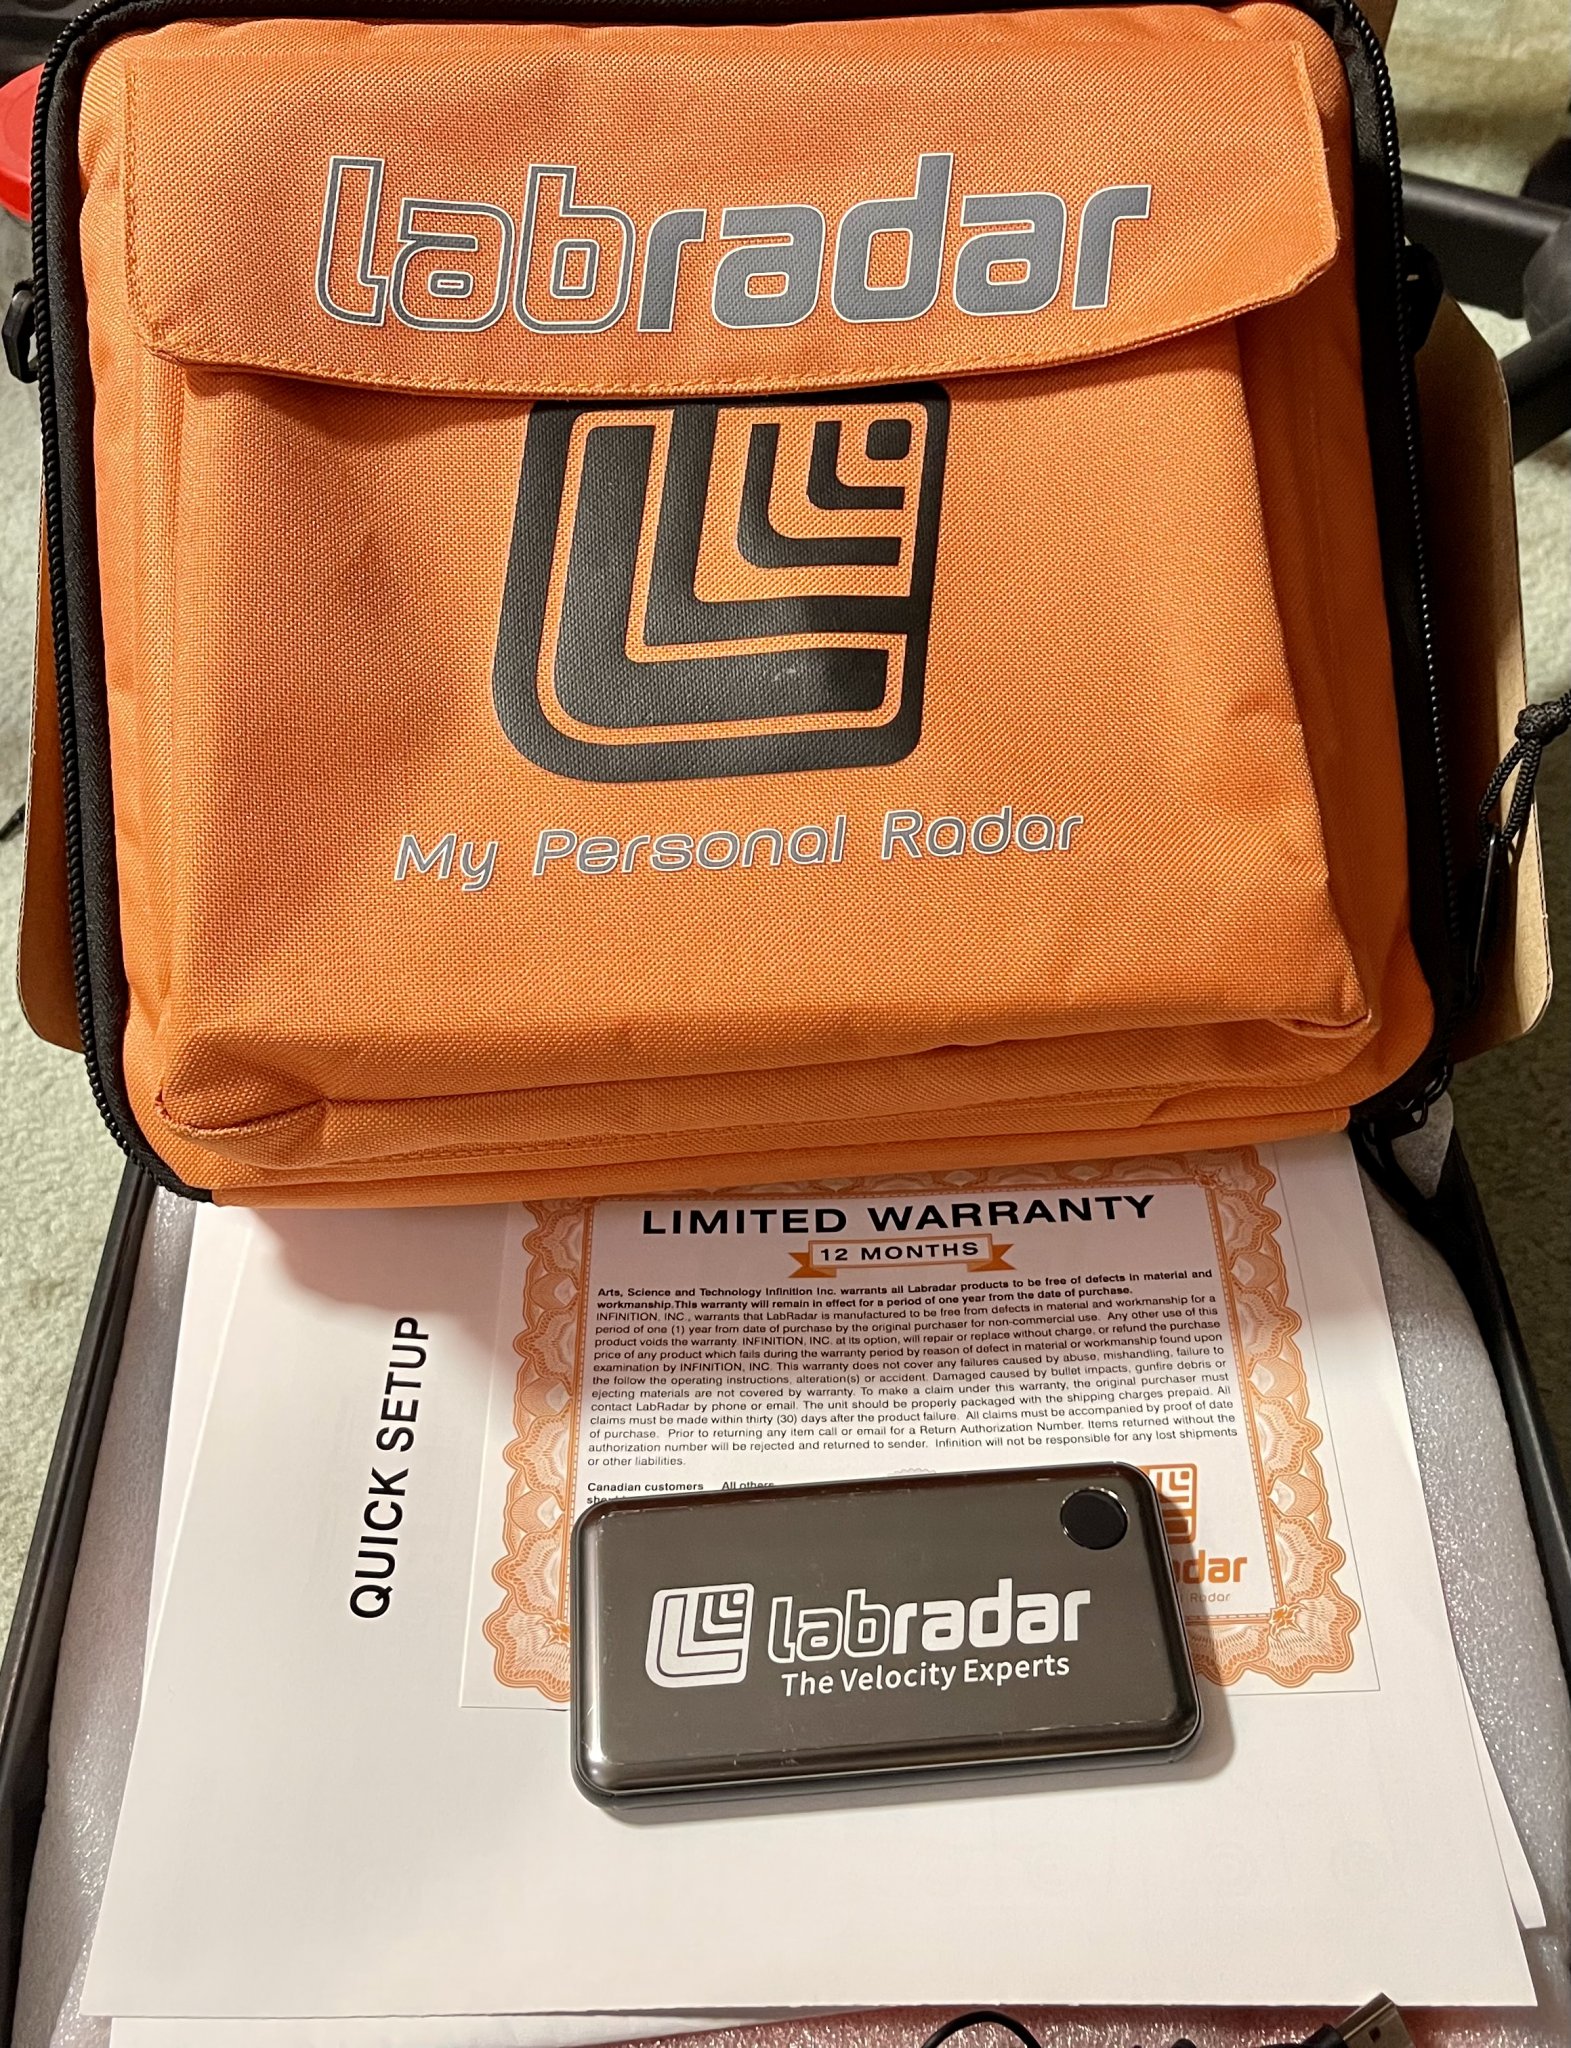 labradar
My Personal Radar
LIMITED WARRANTY
12 MONTHS
Arts, Science and Technology Infinition Inc. warrants all Labradar products to be free of defects in material and
workmanship.This warranty will remain in effect for a period of one year from the date of purchase.
INFINITION, INC., warrants that LabRadar is manufactured to be free from defects in material and workmanship for a
period of one (1) year from date of purchase by the original purchaser for non-commercial use. Any other use of this
product voids the warranty. INFINITION, INC. at its option, will repair or replace without charge, or refund the purchase
price of any product which fails during the warranty period by reason of defect in material or workmanship found upon
examination by INFINITION, INC. This warranty does not cover any failures caused by abuse, mishandling, failure to
the follow the operating instructions, alteration(s) or accident. Damaged caused by bullet impacts, gunfire debris or
ejecting materials are not covered by warranty. To make a claim under this warranty, the original purchaser must
contact LabRadar by phone or email. The unit should be properly packaged with the shipping charges prepaid. All
claims must be made within thirty (30) days after the product failure. All claims must be accompanied by proof of date
of purchase. Prior to returning any item call or email for a Return Authorization Number. Items returned without the
authorization number will be rejected and returned to sender. Infinition will not be responsible for any lost shipments
or other liabilities.
Canadian customers All others
QUICK SETUP
labradar
The Velocity Experts
adar
Radar